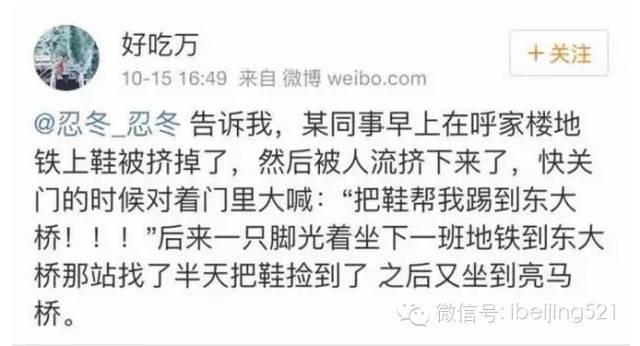 好吃万
＋关注
10-15 16:49 来自 微博 weibo.com
@忍冬_忍冬 告诉我，某同事早上在呼家楼地
铁上鞋被挤掉了，然后被人流挤下来了，快关
门的时候对着门里大喊：“把鞋帮我踢到东大
桥！！！”后来一只脚光着坐下一班地铁到东大
桥那站找了半天把鞋捡到了 之后又坐到亮马
桥。
微信号: ibeijing521